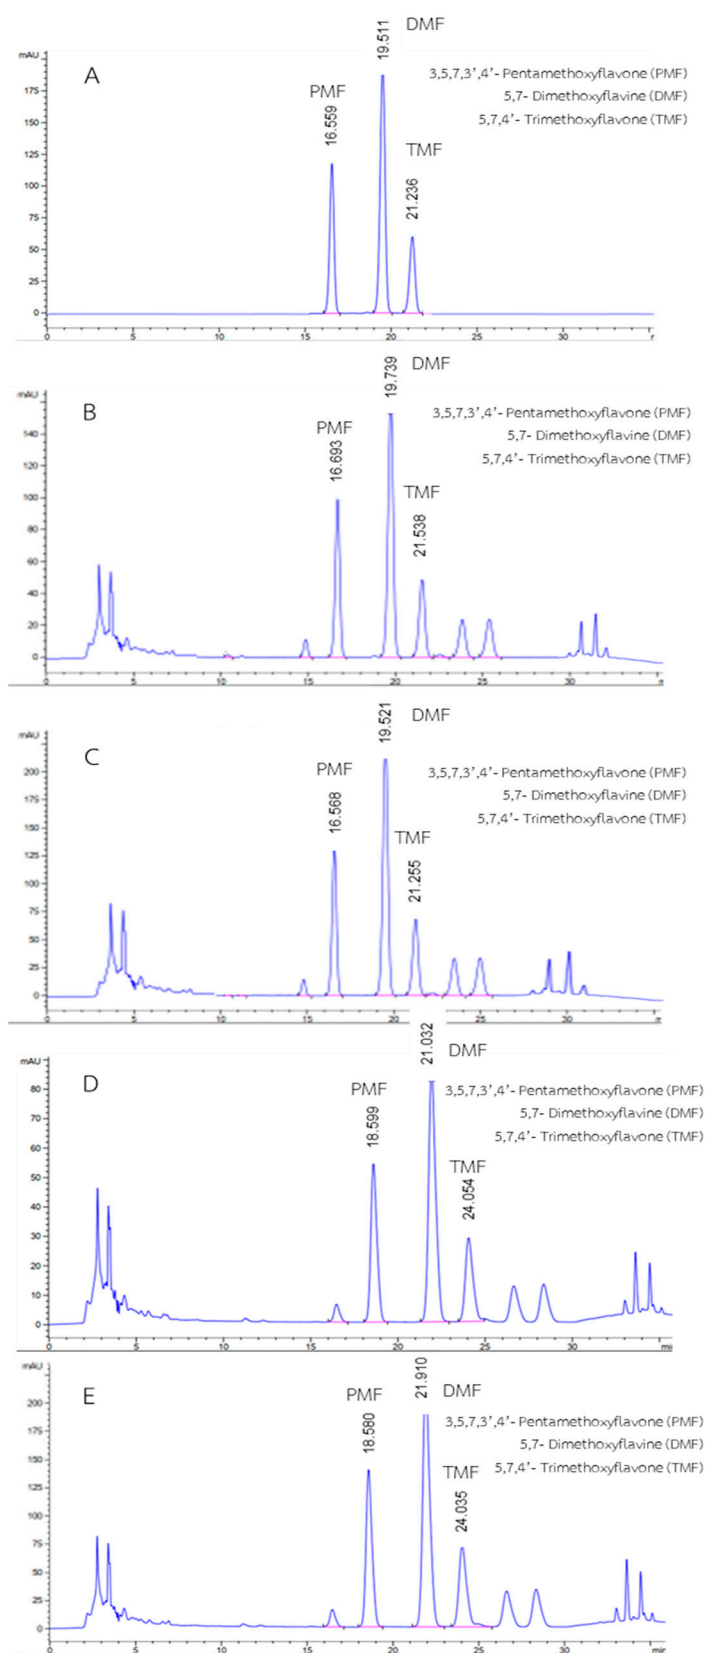 DMF
19.511
mAU
A
3,5,7,3',4'- Pentamethoxyflavone (PMF)
5,7- Dimethoxyflavine (DMF)
5,7,4'- Trimethoxyflavone (TMF)
PMF
16.559
TMF
21.236
175
150
125
100
75
50
25
0
0 5 10 15 20 25 30
DMF
19.739
mAU
B
3,5,7,3',4'- Pentamethoxyflavone (PMF)
5,7- Dimethoxyflavine (DMF)
5,7,4'- Trimethoxyflavone (TMF)
PMF
16.693
TMF
21.538
140
120
100
80
60
40
20
0
0 5 10 15 20 25 30
DMF
19.521
mAU
C
3,5,7,3',4'- Pentamethoxyflavone (PMF)
5,7- Dimethoxyflavine (DMF)
5,7,4'- Trimethoxyflavone (TMF)
PMF
16.568
TMF
21.255
200
175
150
125
100
75
50
25
0
0 5 10 15 20 25 30
DMF
21.032
mAU
D
3,5,7,3',4'- Pentamethoxyflavone (PMF)
5,7- Dimethoxyflavine (DMF)
5,7,4'- Trimethoxyflavone (TMF)
PMF
18.599
TMF
24.054
80
70
60
50
40
30
20
10
0
0 5 10 15 20 25 30
DMF
21.910
mAU
E
3,5,7,3',4'- Pentamethoxyflavone (PMF)
5,7- Dimethoxyflavine (DMF)
5,7,4'- Trimethoxyflavone (TMF)
PMF
18.580
TMF
24.035
200
175
150
125
100
75
50
25
0
0 5 10 15 20 25 30 min